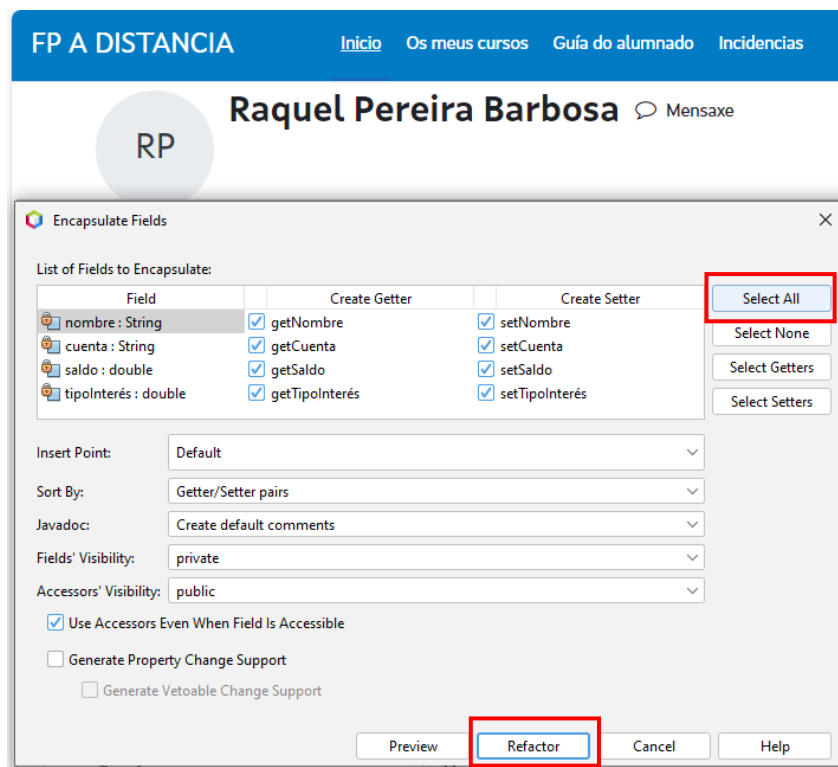 FP A DISTANCIA Inicio Os meus cursos Guía do alumnado Incidencias
RP
Raquel Pereira Barbosa Mensaxe
Encapsulate Fields
List of Fields to Encapsulate:
Field Create Getter Create Setter
nombre : String getNombre setNombre
cuenta : String getCuenta setCuenta
saldo : double getSaldo setSaldo
tipoInterés : double getTipoInterés setTipoInterés
Select All
Select None
Select Getters
Select Setters
Insert Point: Default
Sort By: Getter/Setter pairs
Javadoc: Create default comments
Fields' Visibility: private
Accessors' Visibility: public
Use Accessors Even When Field Is Accessible
Generate Property Change Support
Generate Vetoable Change Support
Preview Refactor Cancel Help